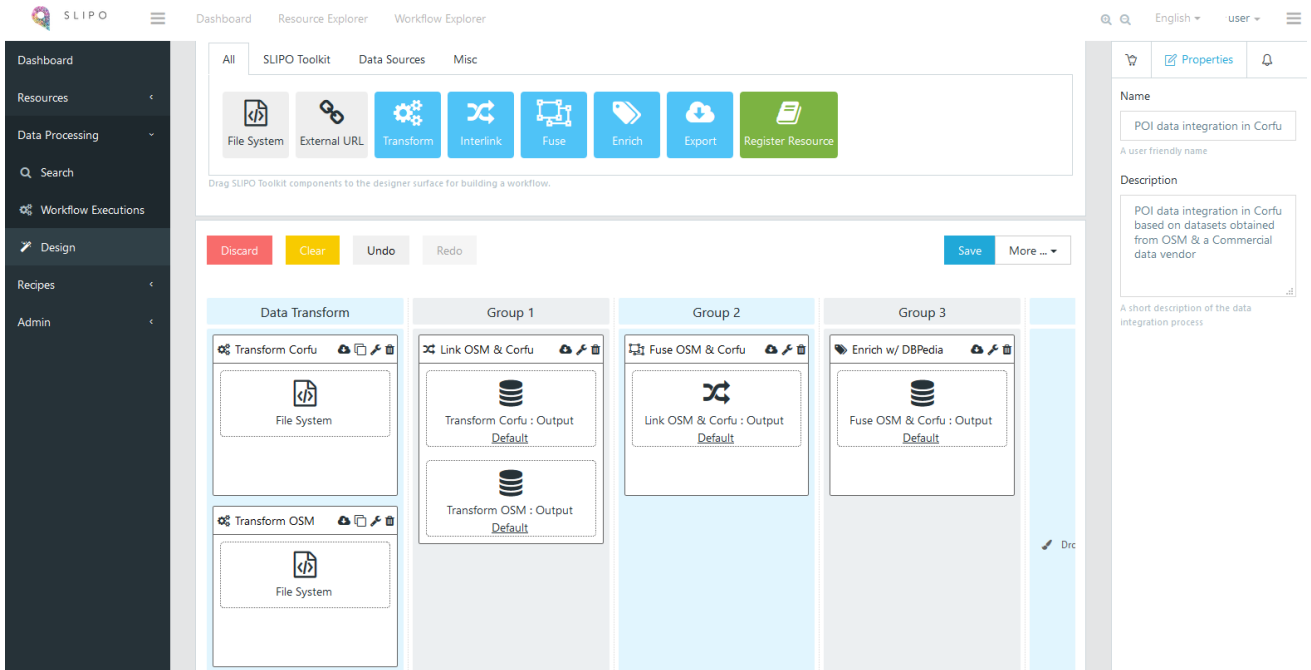 SLIPO
Dashboard Resource Explorer Workflow Explorer
English user
Dashboard
Resources
Data Processing
Search
Workflow Executions
Design
Recipes
Admin
All SLIPO Toolkit Data Sources Misc
File System External URL Transform Interlink Fuse Enrich Export Register Resource
Drag SLIPO Toolkit components to the designer surface for building a workflow.
Discard Clear Undo Redo Save More ...
Data Transform
Transform Corfu
File System
Transform OSM
File System
Group 1
Link OSM & Corfu
Transform Corfu : Output
Default
Transform OSM : Output
Default
Group 2
Fuse OSM & Corfu
Link OSM & Corfu : Output
Default
Group 3
Enrich w/ DBPedia
Fuse OSM & Corfu : Output
Default
Properties
Name
POI data integration in Corfu
A user friendly name
Description
POI data integration in Corfu
based on datasets obtained
from OSM & a Commercial
data vendor
A short description of the data
integration process